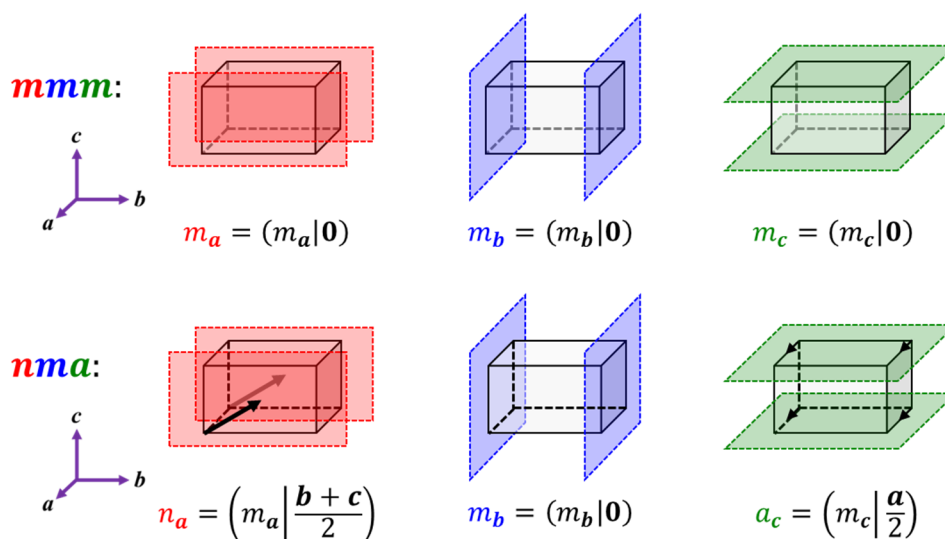 mmm:
c
b
a
m_a = (m_a|0)
m_b = (m_b|0)
m_c = (m_c|0)
nma:
c
b
a
n_a = (m_a|(b + c)/2)
m_b = (m_b|0)
a_c = (m_c|a/2)